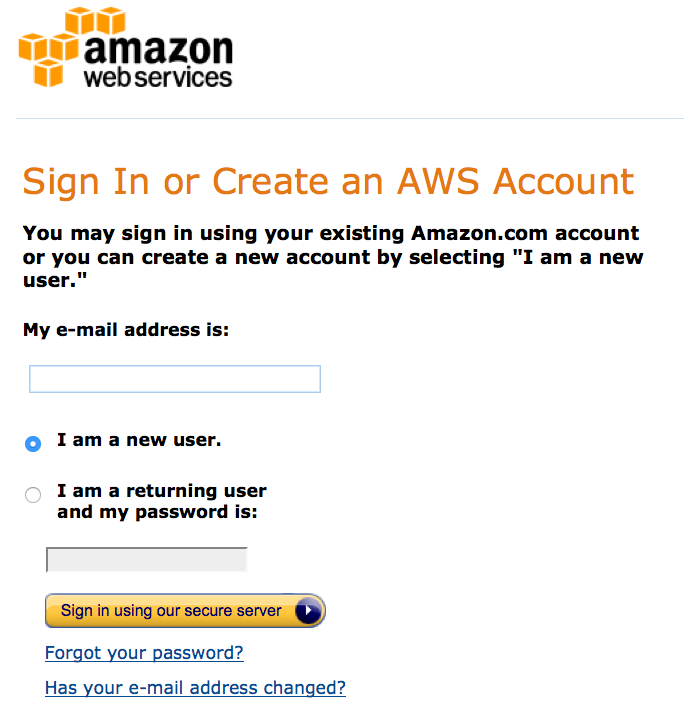 amazon
webservices
Sign In or Create an AWS Account
You may sign in using your existing Amazon.com account
or you can create a new account by selecting "I am a new
user."
My e-mail address is:
I am a new user.
I am a returning user
and my password is:
Sign in using our secure server
Forgot your password?
Has your e-mail address changed?